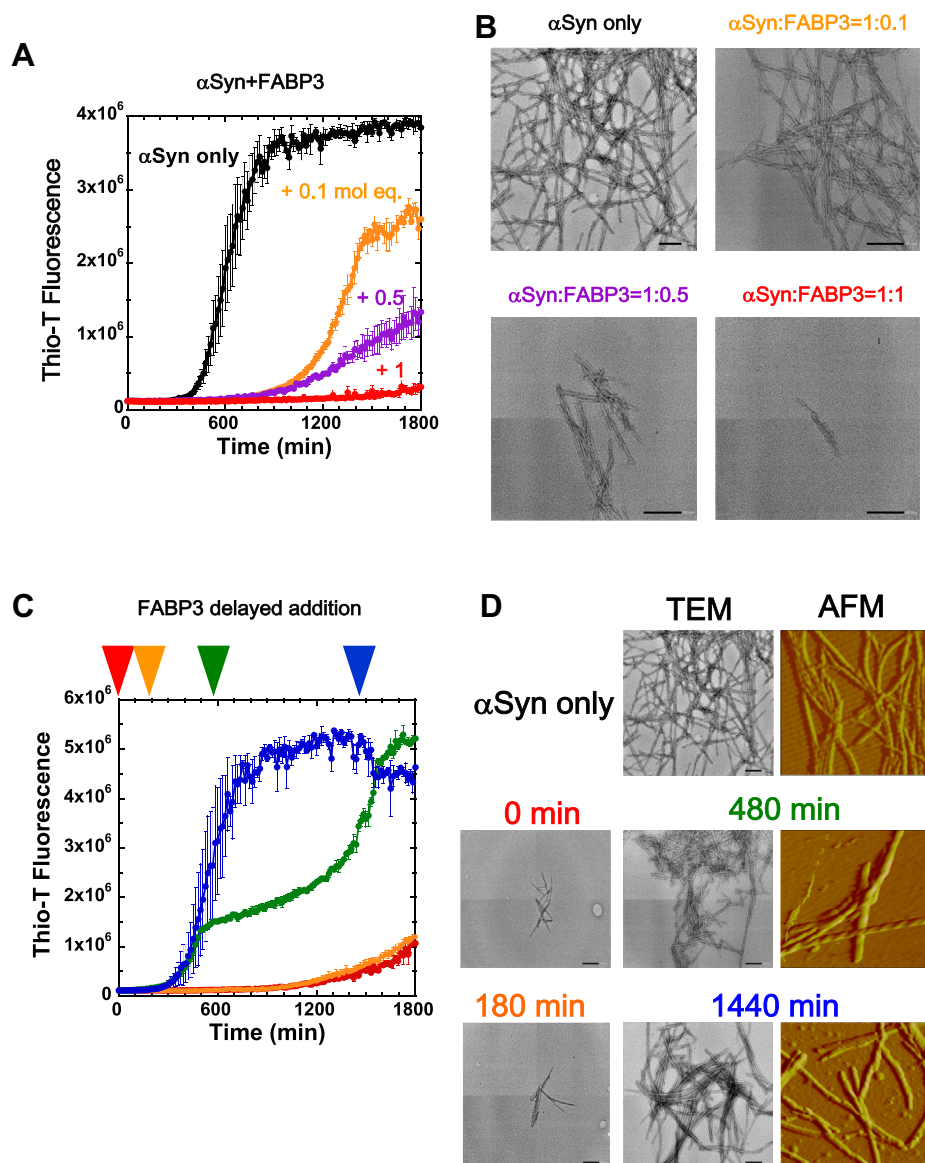 A
αSyn+FABP3
4x10⁶
3x10⁶
2x10⁶
1x10⁶
0
Thio-T Fluorescence
αSyn only
+ 0.1 mol eq.
+ 0.5
+ 1
0 600 1200 1800
Time (min)
B
αSyn only
αSyn:FABP3=1:0.1
αSyn:FABP3=1:0.5
αSyn:FABP3=1:1
C
FABP3 delayed addition
6x10⁶
5x10⁶
4x10⁶
3x10⁶
2x10⁶
1x10⁶
0
Thio-T Fluorescence
0 600 1200 1800
Time (min)
D
TEM AFM
αSyn only
0 min 480 min
180 min 1440 min